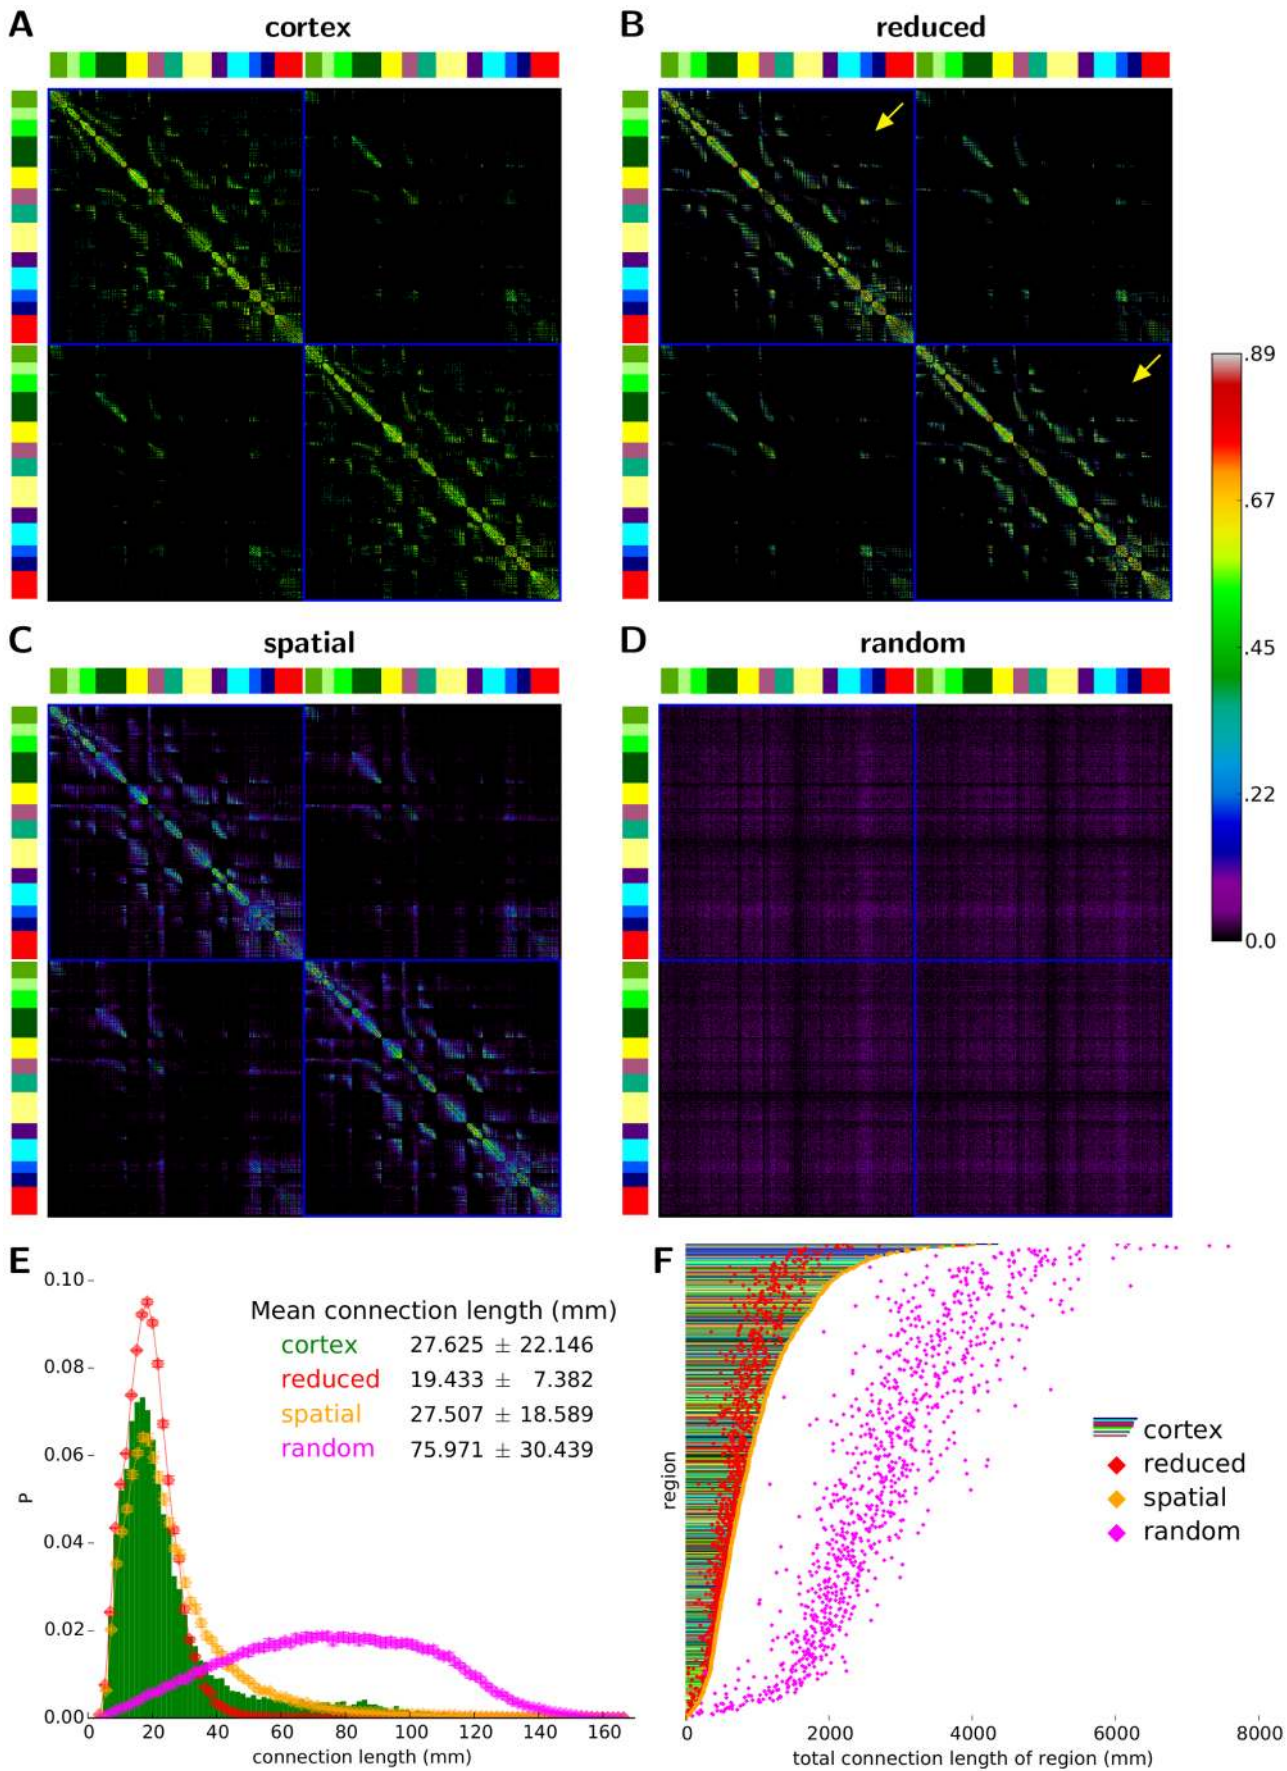 A cortex
B reduced
.89
.67
.45
.22
0.0
C spatial
D random
E
0.10
0.08
0.06
0.04
0.02
0.00
P
Mean connection length (mm)
cortex 27.625 ± 22.146
reduced 19.433 ± 7.382
spatial 27.507 ± 18.589
random 75.971 ± 30.439
0 20 40 60 80 100 120 140 160
connection length (mm)
F
region
cortex
reduced
spatial
random
0 2000 4000 6000 8000
total connection length of region (mm)